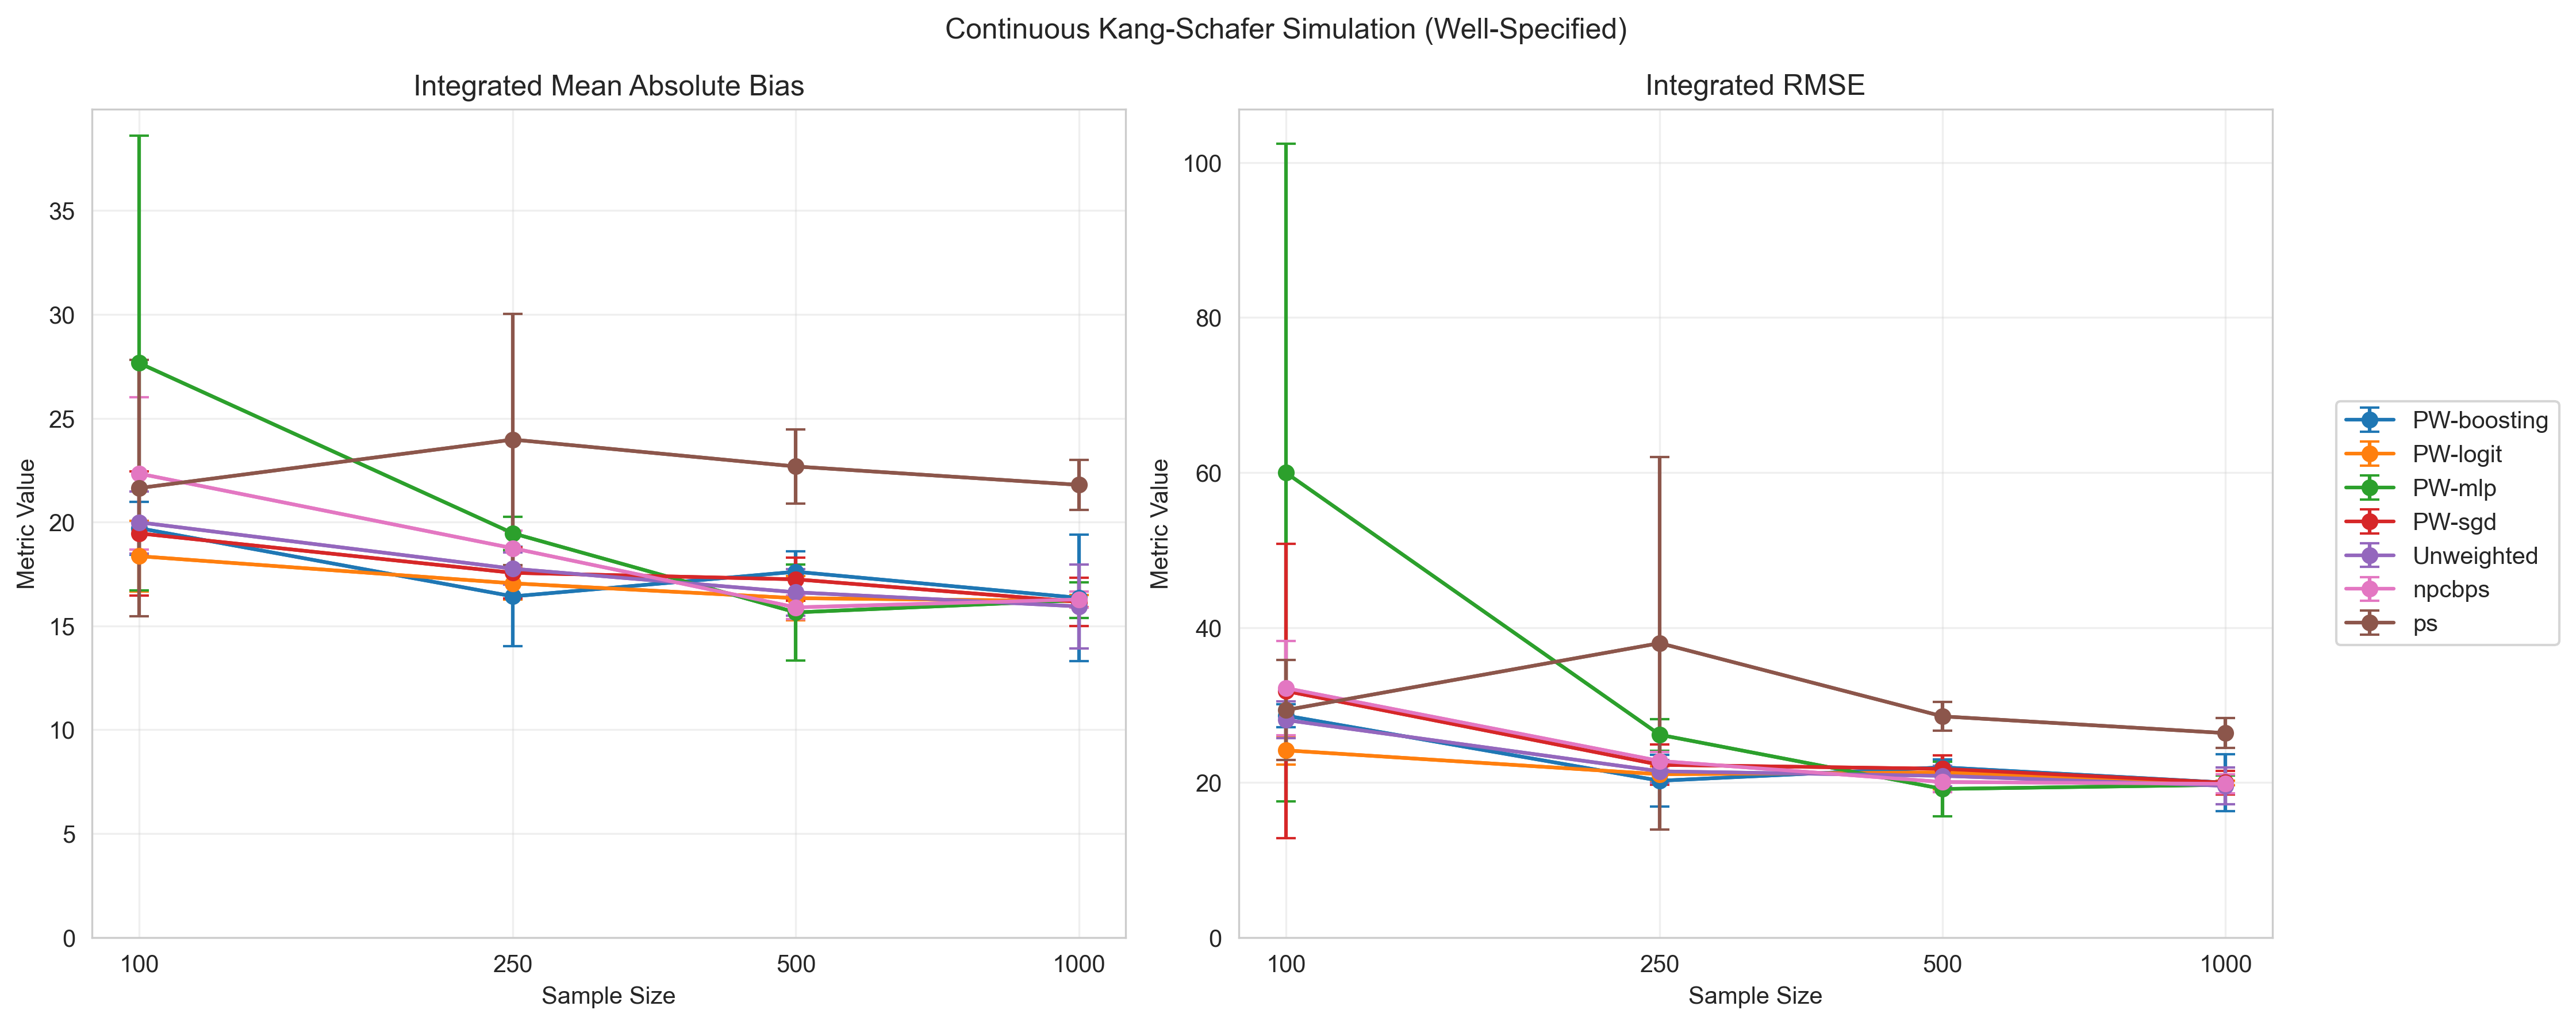 Continuous Kang-Schafer Simulation (Well-Specified)
Integrated Mean Absolute Bias
Metric Value
35
30
25
20
15
10
5
0
100 250 500 1000
Sample Size
Integrated RMSE
Metric Value
100
80
60
40
20
0
100 250 500 1000
Sample Size
PW-boosting
PW-logit
PW-mlp
PW-sgd
Unweighted
npcbps
ps